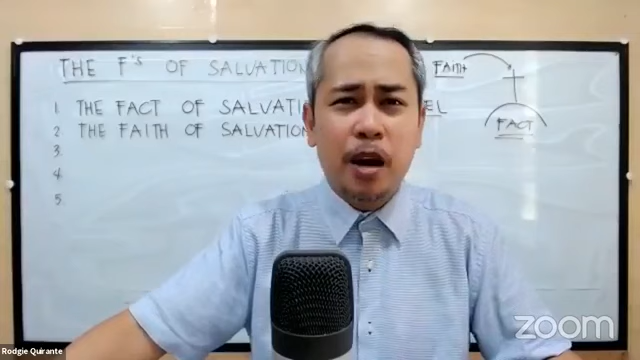 THE F'S OF SALVATION
FAITH
1 THE FACT OF SALVATI EL
FACT
2 THE FAITH OF SALVATION
3.
4.
5.
zoom
Rodgie Quirante